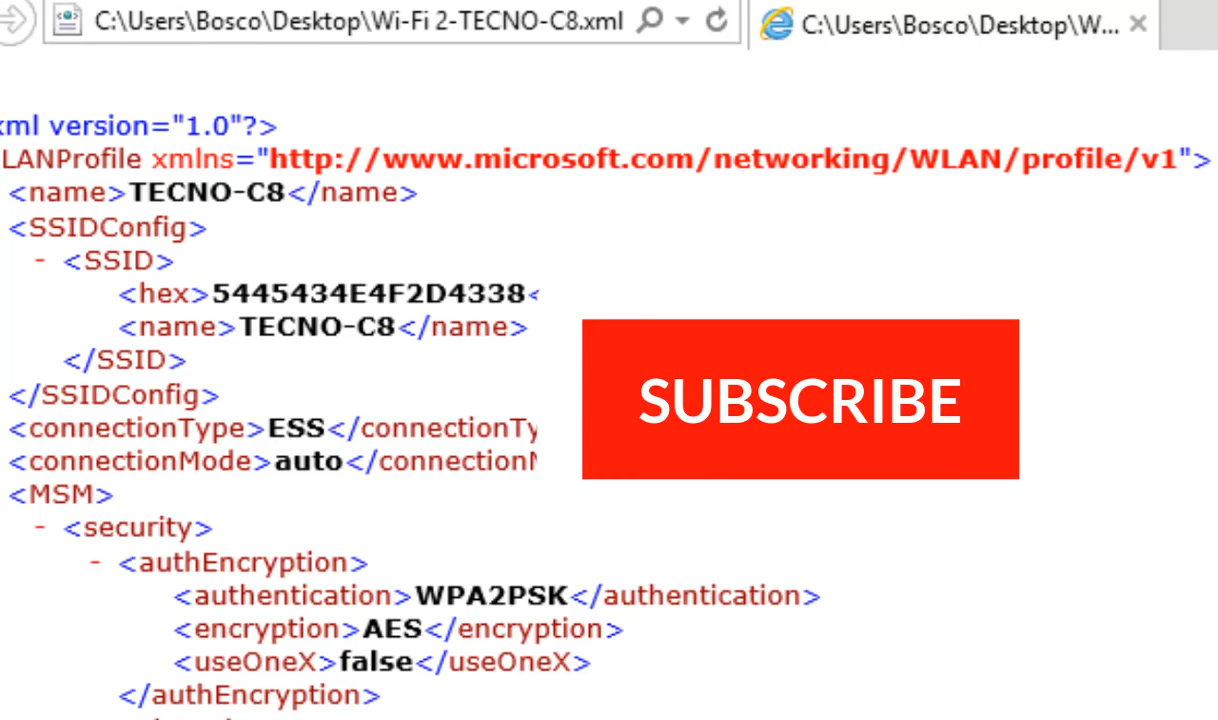 C:\Users\Bosco\Desktop\Wi-Fi 2-TECNO-C8.xml
C:\Users\Bosco\Desktop\W...
xml version="1.0"?>
LANProfile xmlns="http://www.microsoft.com/networking/WLAN/profile/v1">
<name>TECNO-C8</name>
<SSIDConfig>
- <SSID>
<hex>5445434E4F2D4338<
<name>TECNO-C8</name>
</SSID>
</SSIDConfig>
<connectionType>ESS</connectionTy
<connectionMode>auto</connection
SUBSCRIBE
<MSM>
- <security>
- <authEncryption>
<authentication>WPA2PSK</authentication>
<encryption>AES</encryption>
<useOneX>false</useOneX>
</authEncryption>